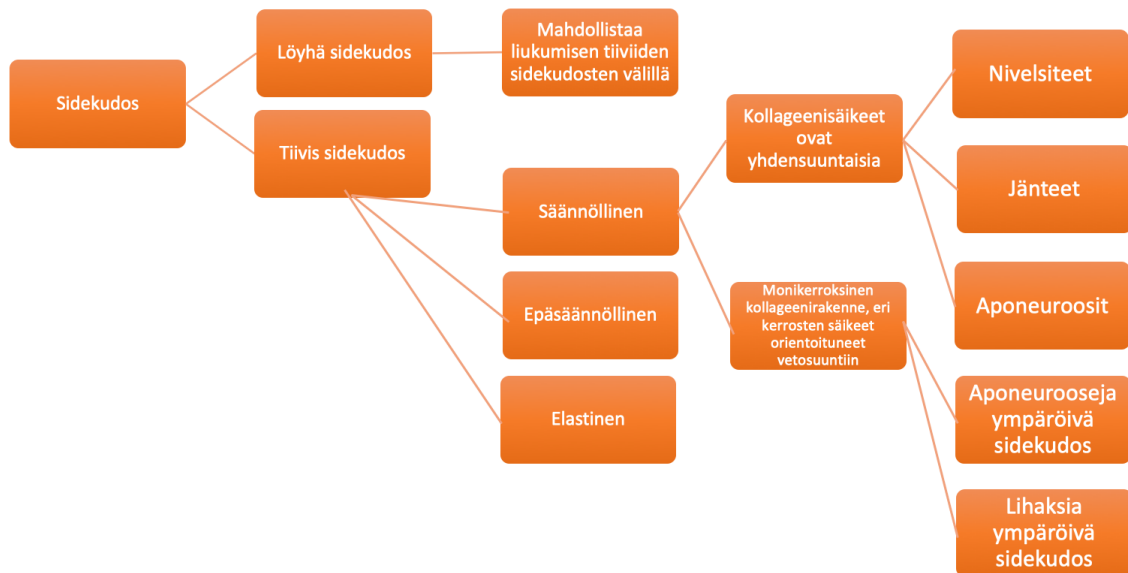 Sidekudos
Löyhä sidekudos
Mahdollistaa
liukumisen tiiviiden
sidekudosten välillä
Tiivis sidekudos
Säännöllinen
Epäsäännöllinen
Elastinen
Kollageenisäikeet
ovat
yhdensuuntaisia
Monikerroksinen
kollageenirakenne, eri
kerrosten säikeet
orientoituneet
vetosuuntiin
Nivelsiteet
Jänteet
Aponeuroosit
Aponeurooseja
ympäröivä
sidekudos
Lihaksia
ympäröivä
sidekudos